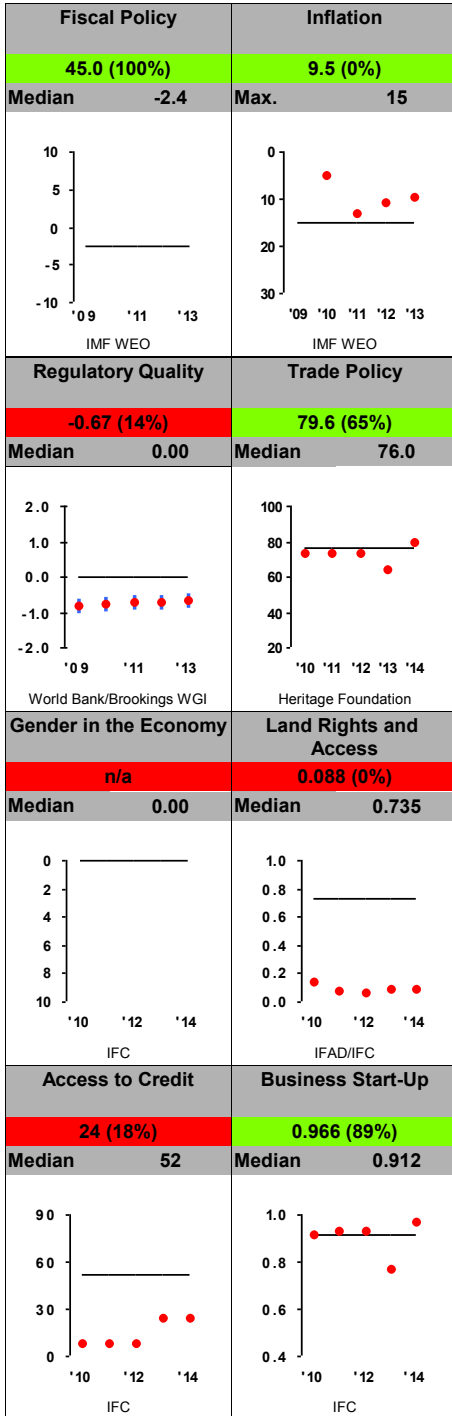 Fiscal Policy
45.0 (100%)
Median -2.4
10
5
0
-5
-10
'09 '11 '13
IMF WEO
Inflation
9.5 (0%)
Max. 15
0
10
20
30
'09 '10 '11 '12 '13
IMF WEO
Regulatory Quality
-0.67 (14%)
Median 0.00
2.0
1.0
0.0
-1.0
-2.0
'09 '11 '13
World Bank/Brookings WGI
Trade Policy
79.6 (65%)
Median 76.0
100
80
60
40
20
'10 '11 '12 '13 '14
Heritage Foundation
Gender in the Economy
n/a
Median 0.00
0
2
4
6
8
10
'10 '12 '14
IFC
Land Rights and
Access
0.088 (0%)
Median 0.735
1.0
0.8
0.6
0.4
0.2
0.0
'10 '12 '14
IFAD/IFC
Access to Credit
24 (18%)
Median 52
90
60
30
0
'10 '12 '14
IFC
Business Start-Up
0.966 (89%)
Median 0.912
1.0
0.8
0.6
0.4
'10 '12 '14
IFC